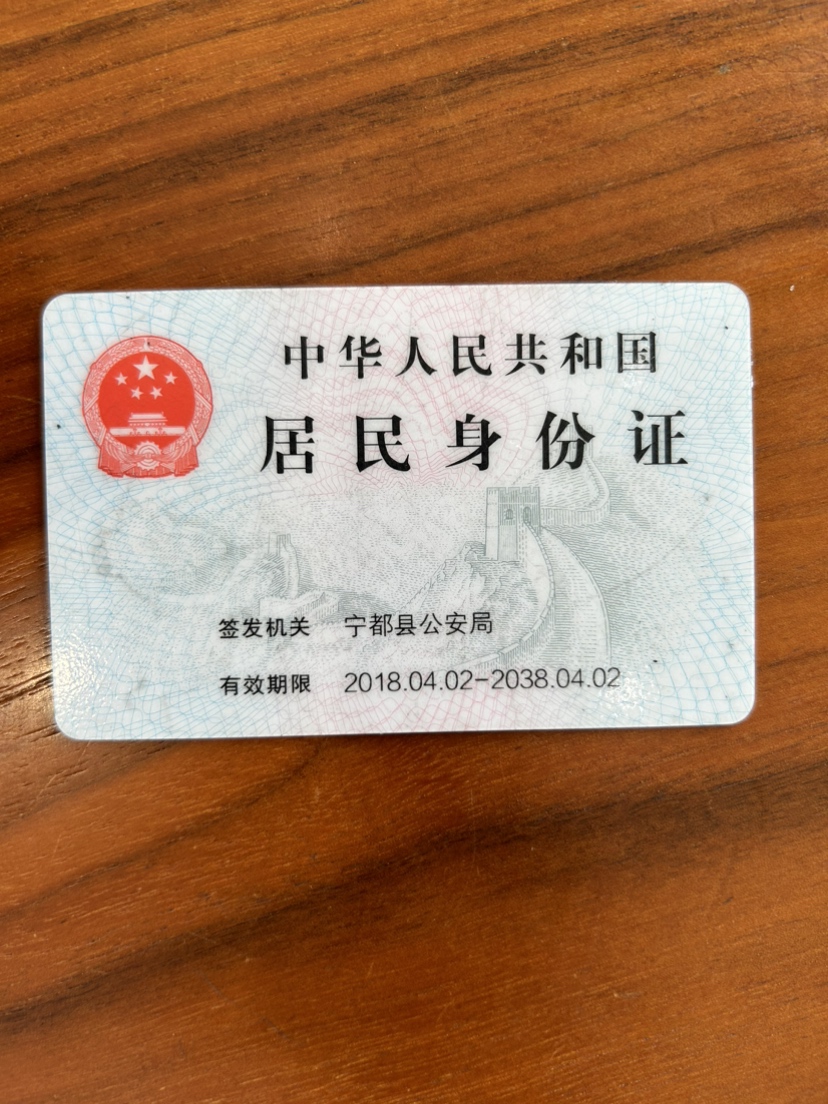 中华人民共和国
居民身份证
签发机关 宁都县公安局
有效期限 2018.04.02-2038.04.02